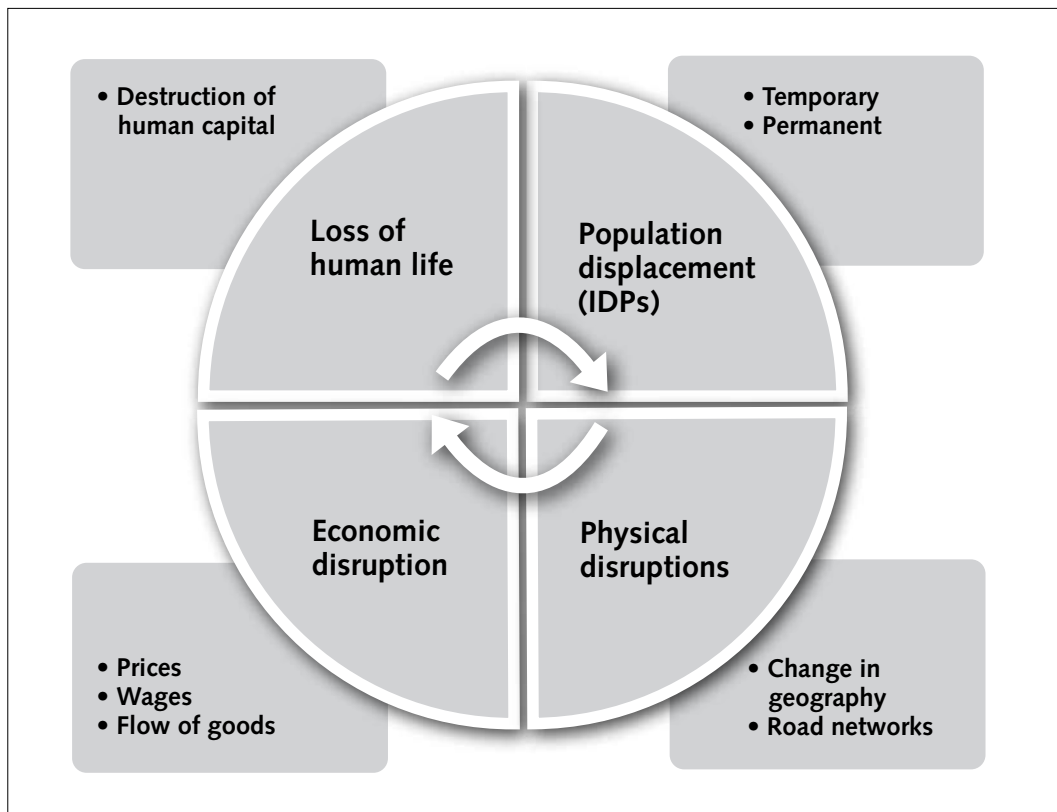 • Destruction of
human capital
• Temporary
• Permanent
Loss of
human life
Population
displacement
(IDPs)
Economic
disruption
Physical
disruptions
• Prices
• Wages
• Flow of goods
• Change in
geography
• Road networks